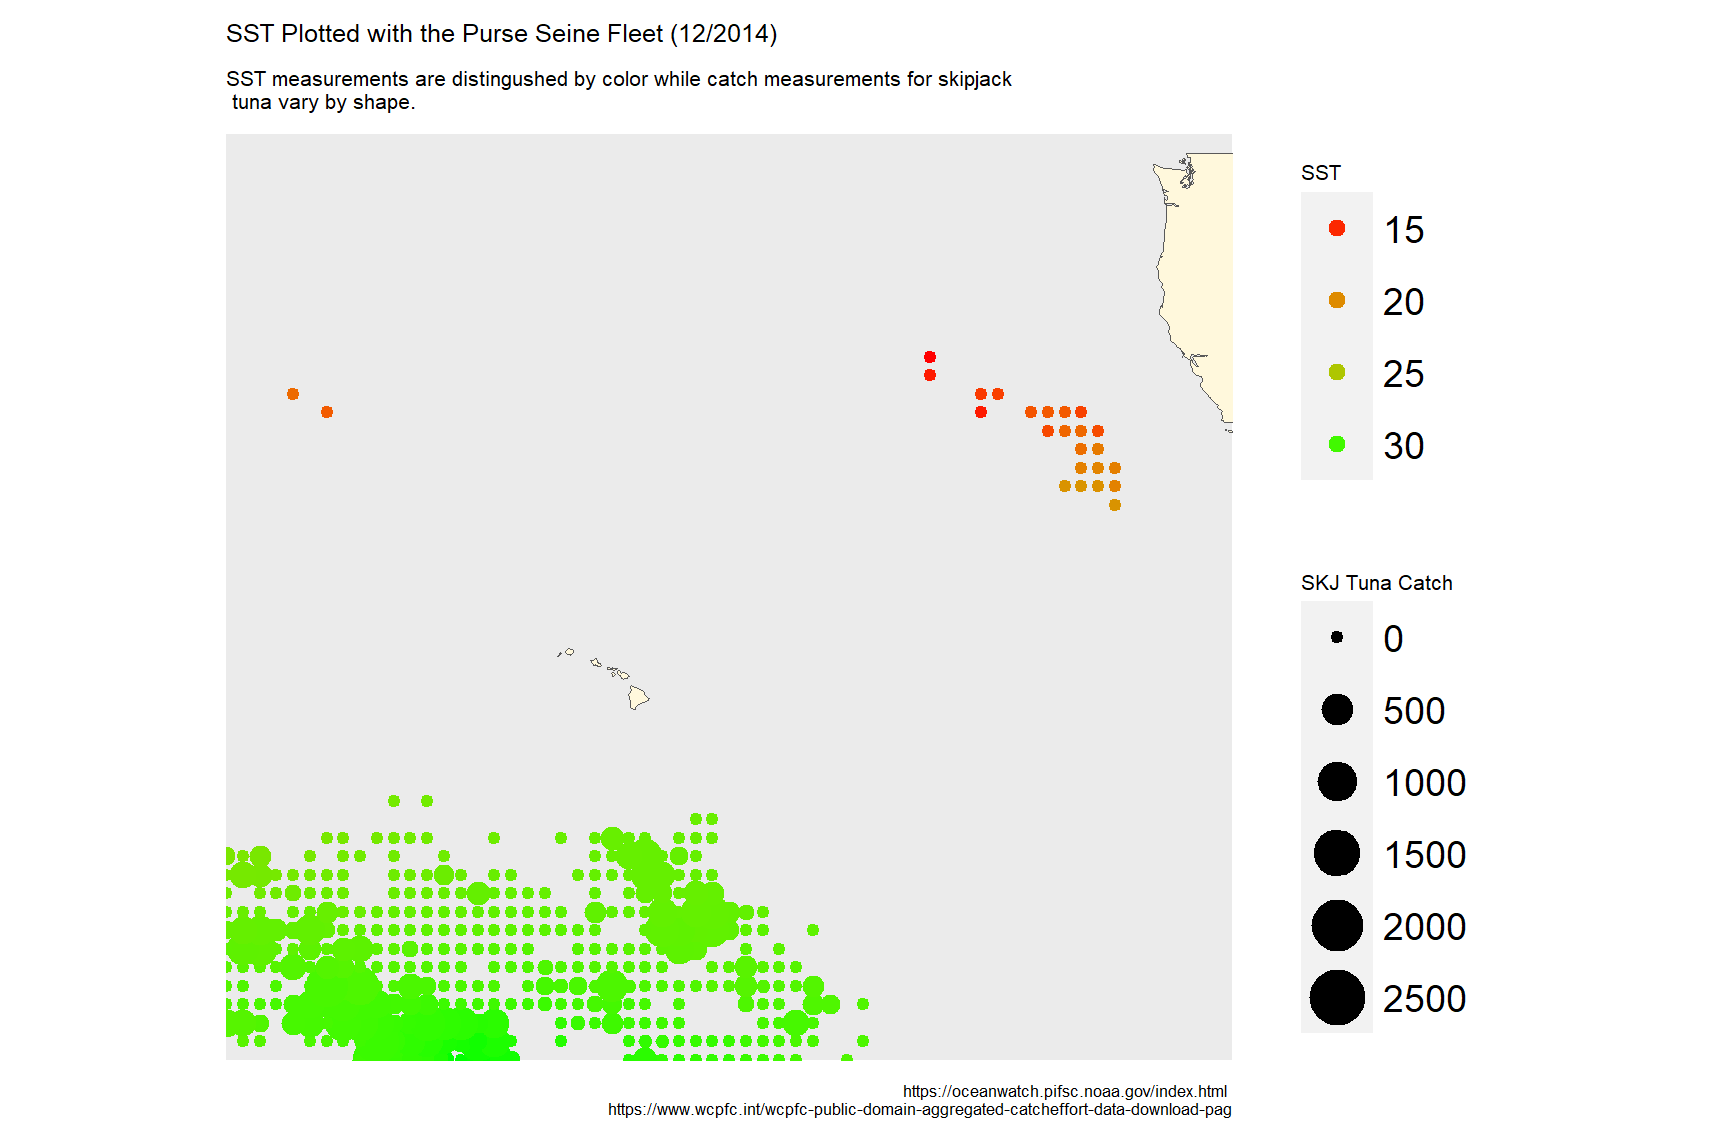 SST Plotted with the Purse Seine Fleet (12/2014)
SST measurements are distingushed by color while catch measurements for skipjack
tuna vary by shape.
SST
15
20
25
30
SKJ Tuna Catch
0
500
1000
1500
2000
2500
https://oceanwatch.pifsc.noaa.gov/index.html
https://www.wcpfc.int/wcpfc-public-domain-aggregated-catcheffort-data-download-pag